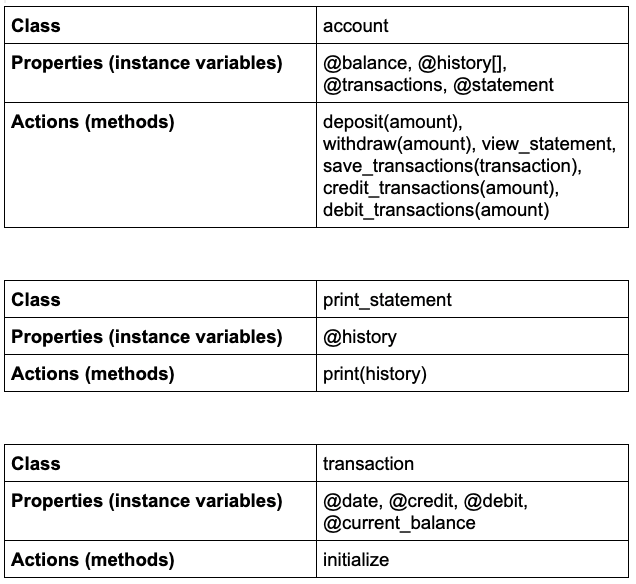 Class account
Properties (instance variables) @balance, @history[],
@transactions, @statement
Actions (methods) deposit(amount),
withdraw(amount), view_statement,
save_transactions(transaction),
credit_transactions(amount),
debit_transactions(amount)
Class print_statement
Properties (instance variables) @history
Actions (methods) print(history)
Class transaction
Properties (instance variables) @date, @credit, @debit,
@current_balance
Actions (methods) initialize